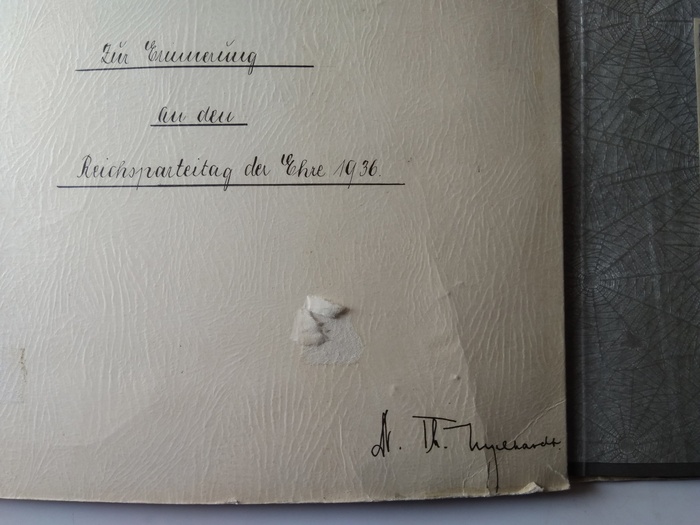 Zur Erinnerung
an den
Reichsparteitag der Ehre 1936.
Dr. Th.